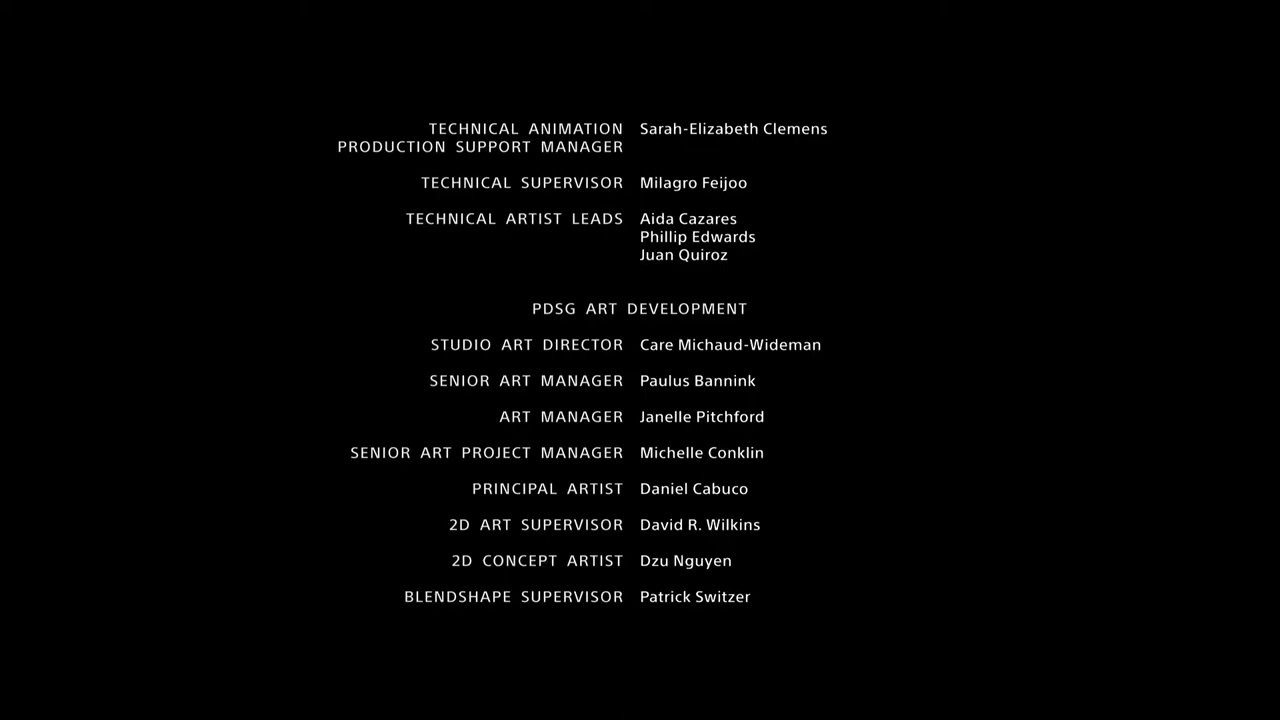 TECHNICAL ANIMATION Sarah-Elizabeth Clemens
PRODUCTION SUPPORT MANAGER
TECHNICAL SUPERVISOR Milagro Feijoo
TECHNICAL ARTIST LEADS Aida Cazares
Phillip Edwards
Juan Quiroz
PDSG ART DEVELOPMENT
STUDIO ART DIRECTOR Care Michaud-Wideman
SENIOR ART MANAGER Paulus Bannink
ART MANAGER Janelle Pitchford
SENIOR ART PROJECT MANAGER Michelle Conklin
PRINCIPAL ARTIST Daniel Cabuco
2D ART SUPERVISOR David R. Wilkins
2D CONCEPT ARTIST Dzu Nguyen
BLENDSHAPE SUPERVISOR Patrick Switzer